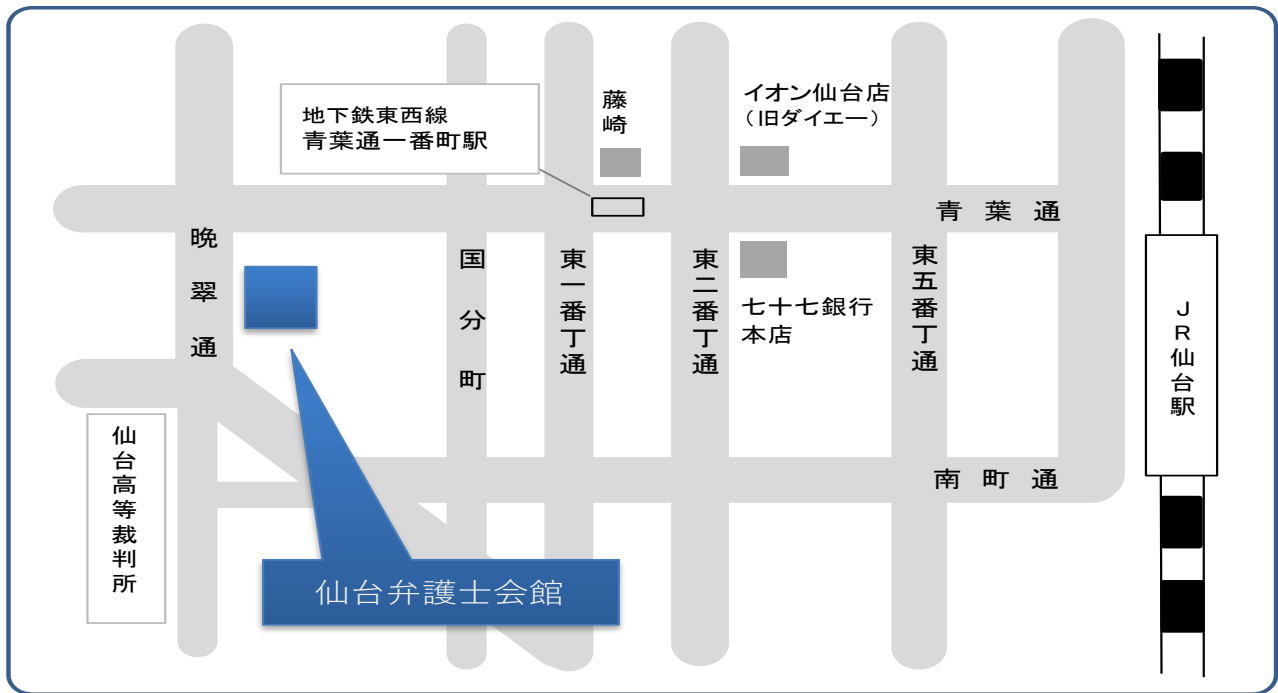 地下鉄東西線
青葉通一番町駅
藤崎
イオン仙台店
（旧ダイエー）
青葉通
晩翠通
国分町
東一番丁通
東二番丁通
七十七銀行
本店
東五番丁通
JR仙台駅
仙台高等裁判所
南町通
仙台弁護士会館